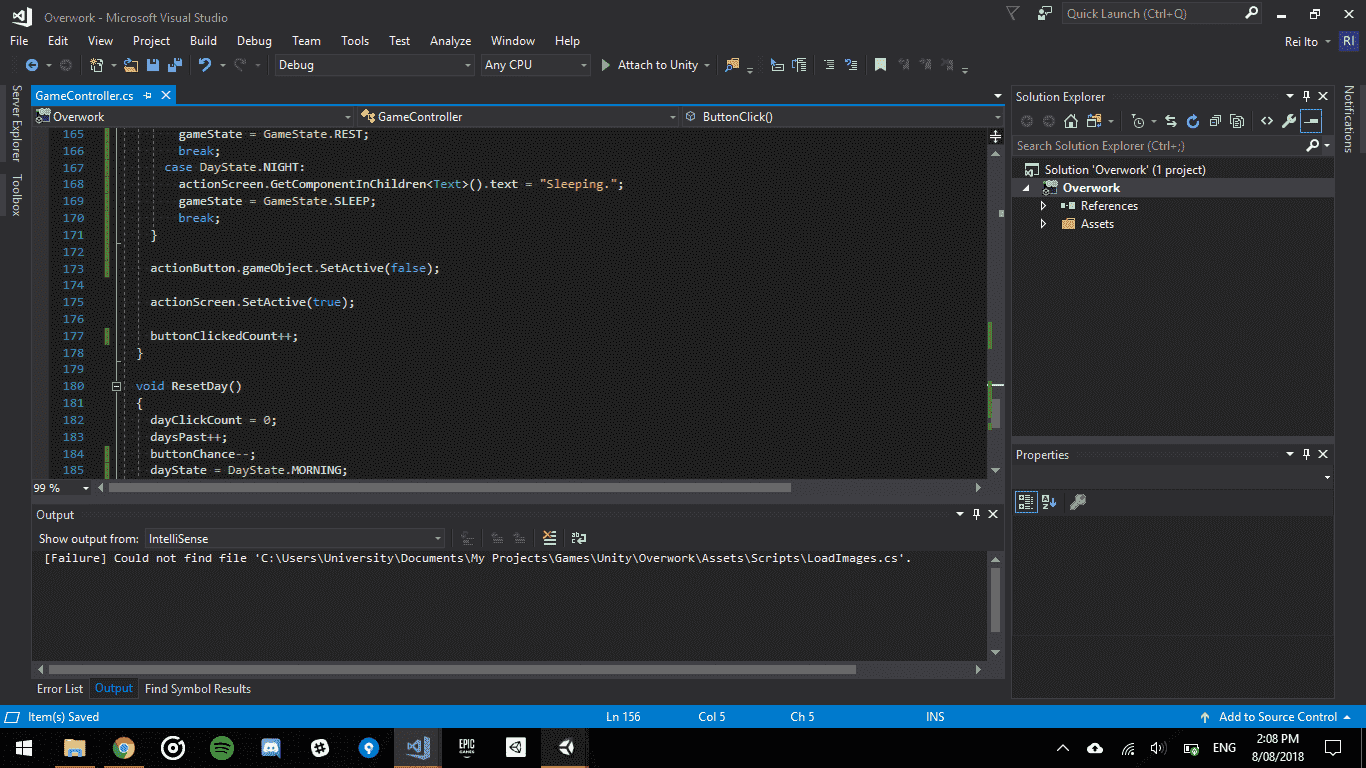 Overwork - Microsoft Visual Studio
Quick Launch (Ctrl+Q)
File Edit View Project Build Debug Team Tools Test Analyze Window Help
Rei Ito RI
Debug Any CPU Attach to Unity
Server Explorer
Toolbox
GameController.cs
Overwork GameController ButtonClick()
165 gameState = GameState.REST;
166 break;
167 case DayState.NIGHT:
168 actionScreen.GetComponentInChildren<Text>().text = "Sleeping.";
169 gameState = GameState.SLEEP;
170 break;
171 }
172
173 actionButton.gameObject.SetActive(false);
174
175 actionScreen.SetActive(true);
176
177 buttonClickedCount++;
178 }
179
180 void ResetDay()
181 {
182 dayClickCount = 0;
183 daysPast++;
184 buttonChance--;
185 dayState = DayState.MORNING;
99 %
Output
Show output from: IntelliSense
[Failure] Could not find file 'C:\Users\University\Documents\My Projects\Games\Unity\Overwork\Assets\Scripts\LoadImages.cs'.
Error List Output Find Symbol Results
Solution Explorer
Search Solution Explorer (Ctrl+;)
Solution 'Overwork' (1 project)
Overwork
References
Assets
Properties
Notifications
Item(s) Saved Ln 156 Col 5 Ch 5 INS Add to Source Control
EPIC
GAMES
ENG
2:08 PM
8/08/2018